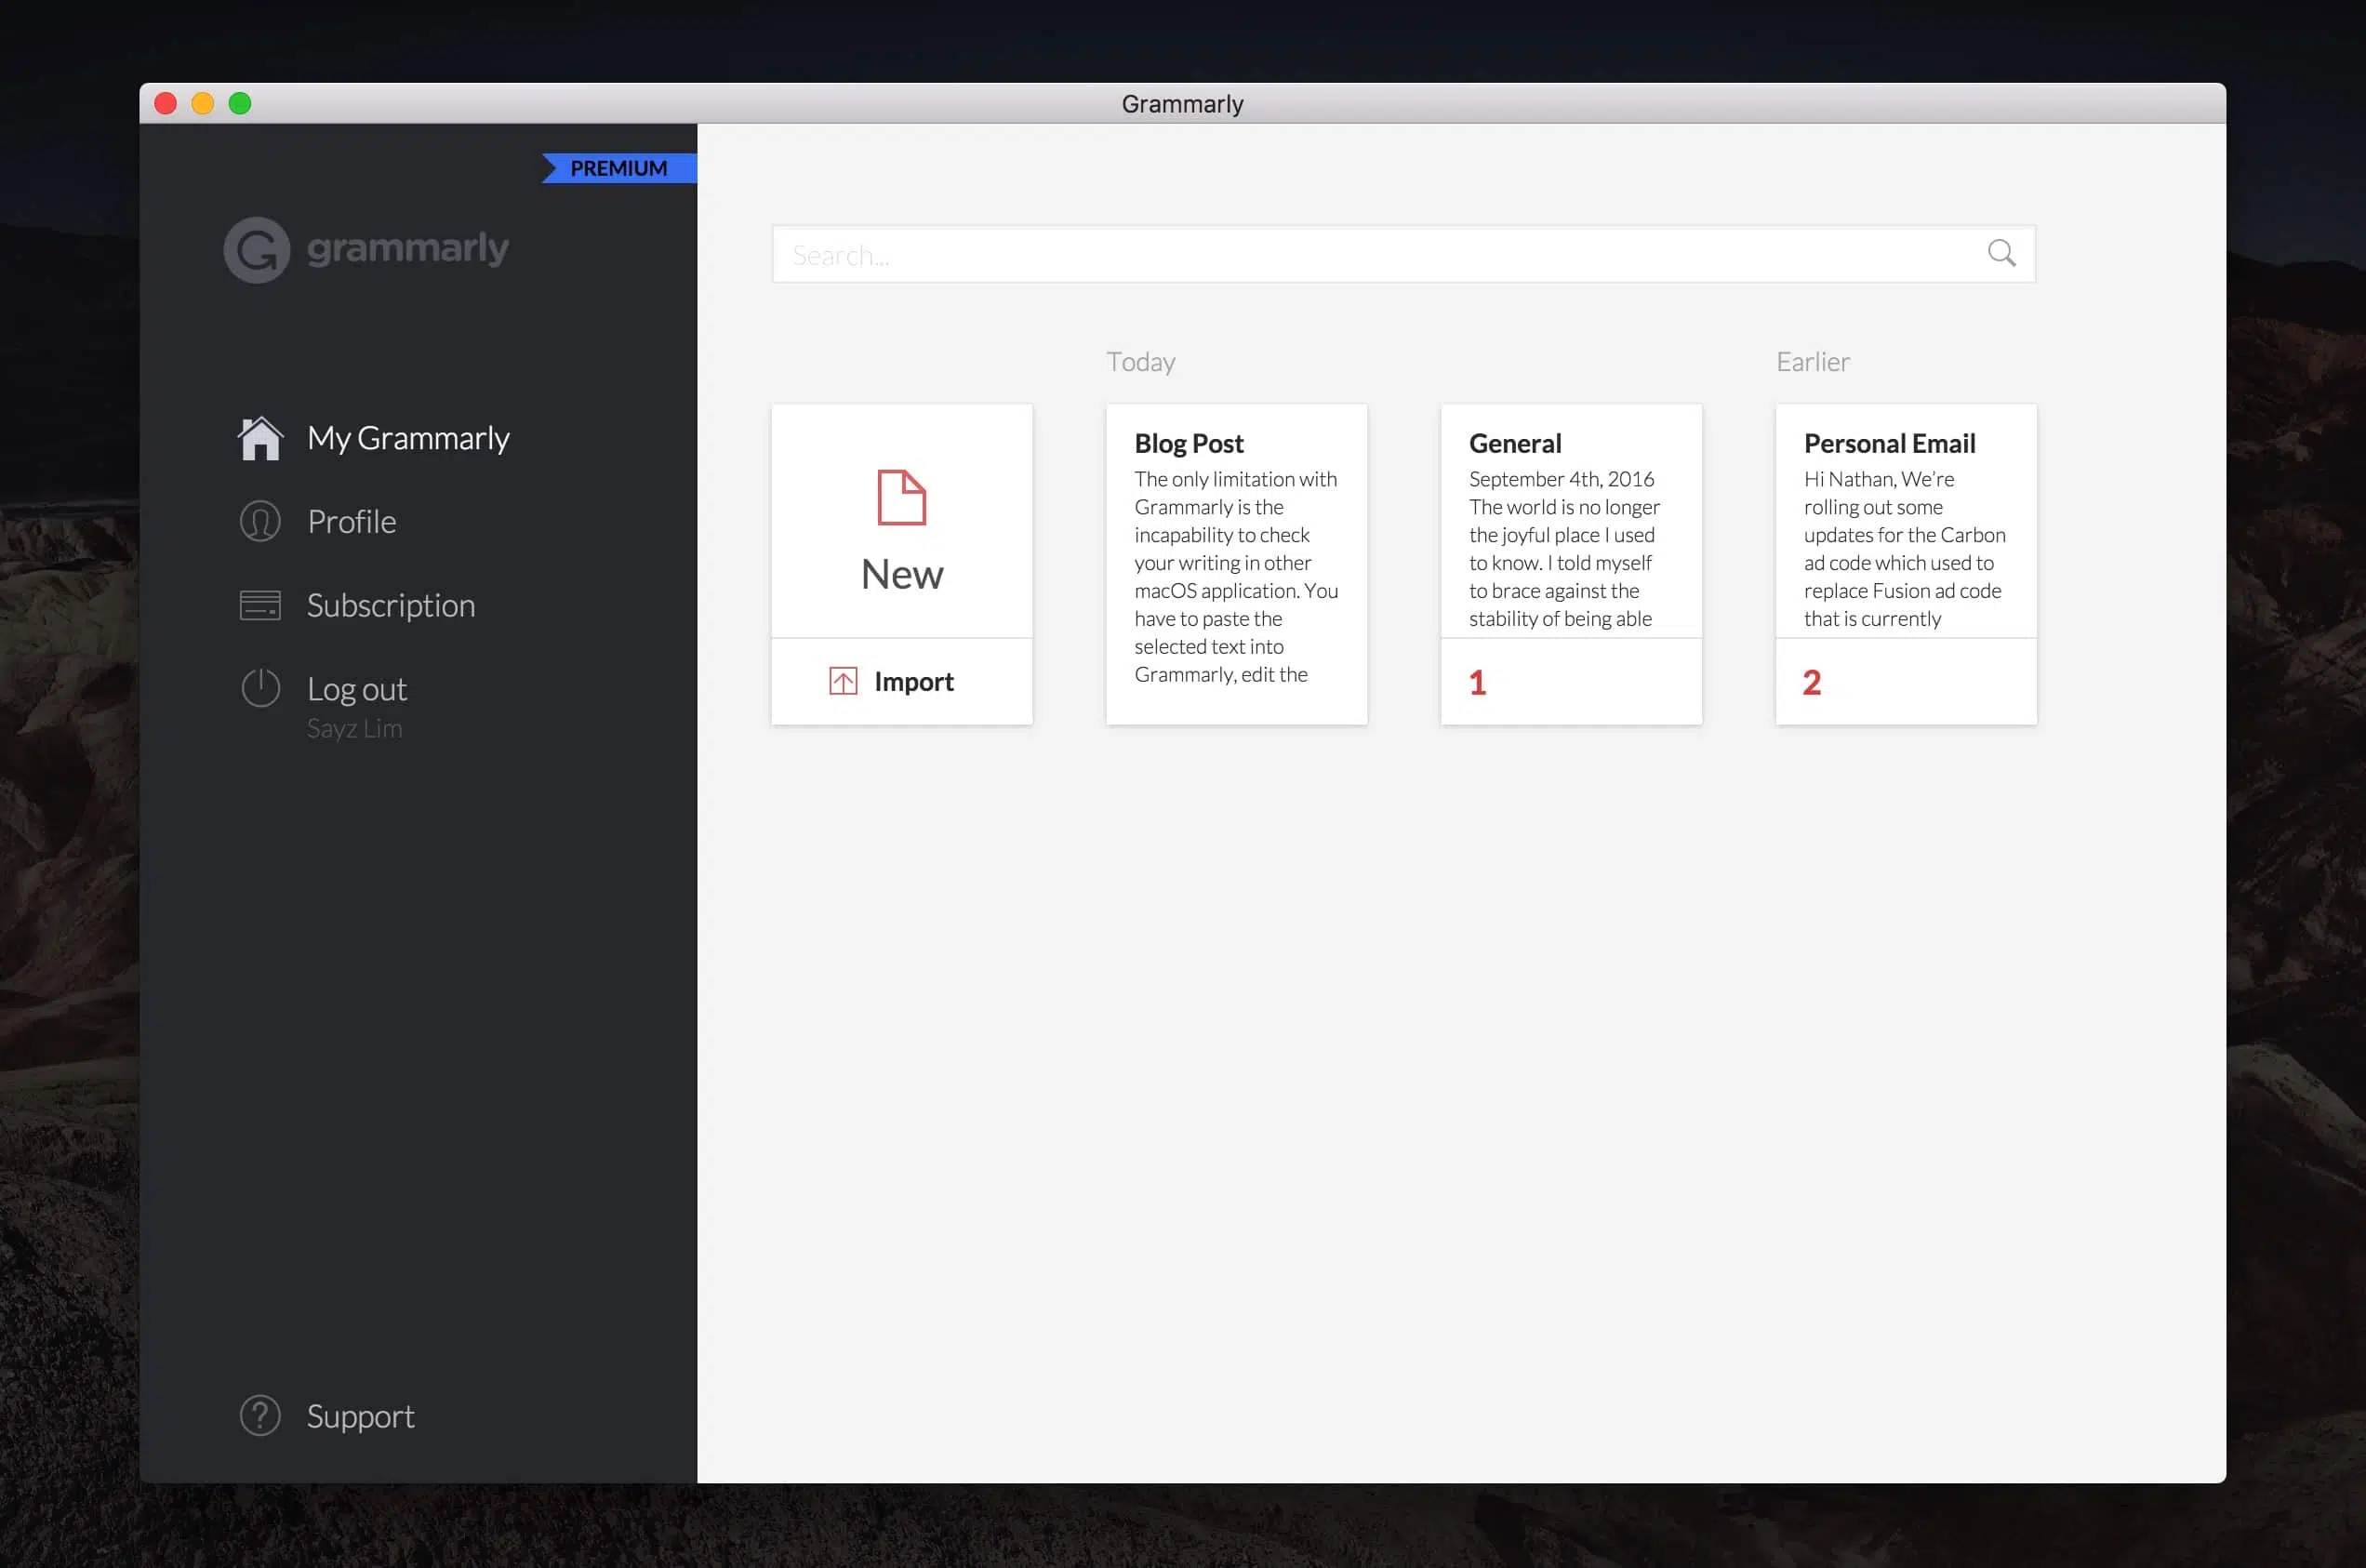 Grammarly
PREMIUM
grammarly
My Grammarly
Profile
Subscription
Log out
Sayz Lim
Support
Search...
Today
Earlier
New
Import
Blog Post
The only limitation with
Grammarly is the
incapability to check
your writing in other
macOS application. You
have to paste the
selected text into
Grammarly, edit the
General
September 4th, 2016
The world is no longer
the joyful place I used
to know. I told myself
to brace against the
stability of being able
1
Personal Email
Hi Nathan, We're
rolling out some
updates for the Carbon
ad code which used to
replace Fusion ad code
that is currently
2